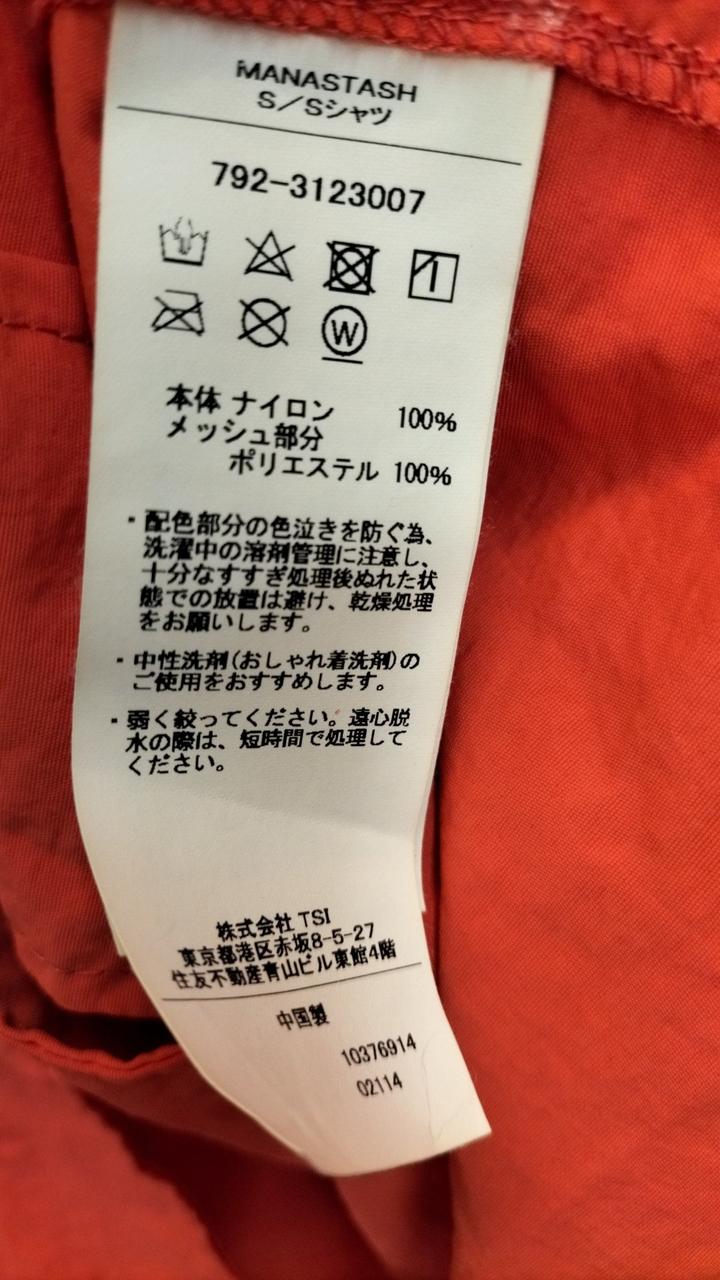 MANASTASH
S/Sシャツ
792-3123007
W
本体 ナイロン 100%
メッシュ部分
ポリエステル 100%
・配色部分の色泣きを防ぐ為、
洗濯中の溶剤管理に注意し、
十分なすすぎ処理後ぬれた状
態での放置は避け、乾燥処理
をお願いします。
・中性洗剤(おしゃれ着洗剤)の
ご使用をおすすめします。
・弱く絞ってください。遠心脱
水の際は、短時間で処理して
ください。
株式会社 TSI
東京都港区赤坂8-5-27
住友不動産青山ビル東館4階
中国製
10376914
02114